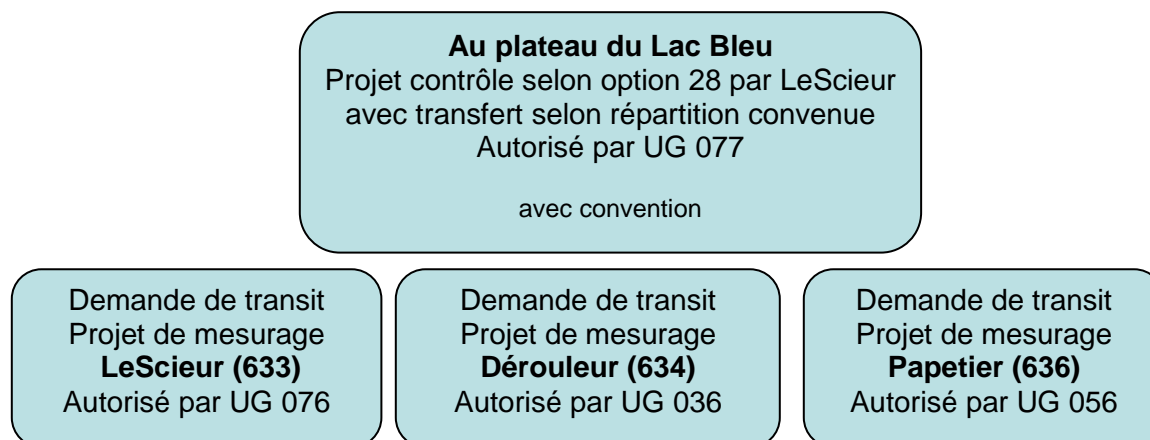 Au plateau du Lac Bleu
Projet contrôle selon option 28 par LeScieur
avec transfert selon répartition convenue
Autorisé par UG 077
avec convention
Demande de transit
Projet de mesurage
LeScieur (633)
Autorisé par UG 076
Demande de transit
Projet de mesurage
Dérouleur (634)
Autorisé par UG 036
Demande de transit
Projet de mesurage
Papetier (636)
Autorisé par UG 056